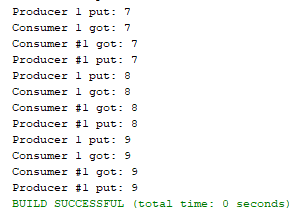 Producer 1 put: 7
Consumer 1 got: 7
Consumer #1 got: 7
Producer #1 put: 7
Producer 1 put: 8
Consumer 1 got: 8
Consumer #1 got: 8
Producer #1 put: 8
Producer 1 put: 9
Consumer 1 got: 9
Consumer #1 got: 9
Producer #1 put: 9
BUILD SUCCESSFUL (total time: 0 seconds)